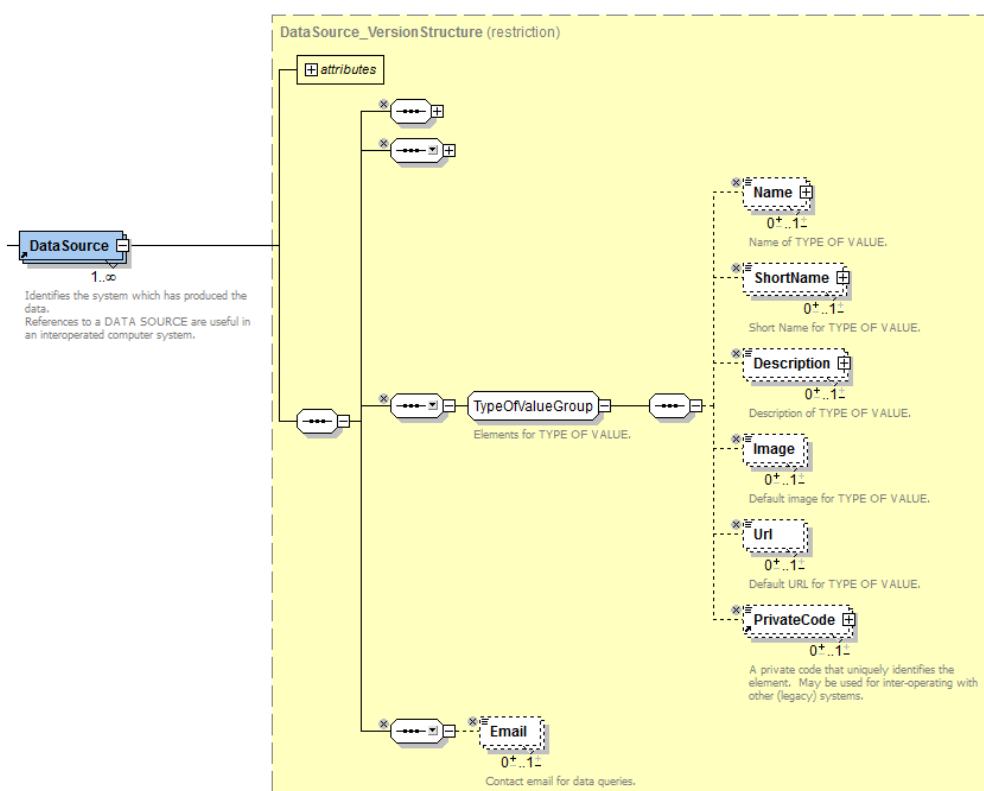 DataSource_VersionStructure (restriction)
attributes
DataSource
1..∞
Identifies the system which has produced the
data.
References to a DATA SOURCE are useful in
an interoperated computer system.
Name
0..1
Name of TYPE OF VALUE.
ShortName
0..1
Short Name for TYPE OF VALUE.
Description
0..1
Description of TYPE OF VALUE.
TypeOfValueGroup
Elements for TYPE OF VALUE.
Image
0..1
Default image for TYPE OF VALUE.
Url
0..1
Default URL for TYPE OF VALUE.
PrivateCode
0..1
A private code that uniquely identifies the
element. May be used for inter-operating with
other (legacy) systems.
Email
0..1
Contact email for data queries.